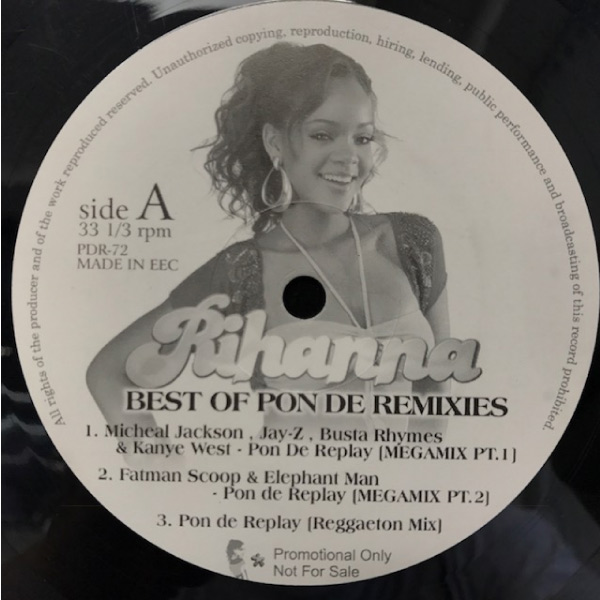 All rights of the producer and of the work reproduced reserved. Unauthorized copying, reproduction, hiring, lending, public performance and broadcasting of this record prohibited.
side A
33 1/3 rpm
PDR-72
MADE IN EEC
Rihanna
BEST OF PON DE REMIXIES
1. Micheal Jackson , Jay-Z , Busta Rhymes
& Kanye West - Pon De Replay [MEGAMIX PT.1]
2. Fatman Scoop & Elephant Man
- Pon de Replay [MEGAMIX PT.2]
3. Pon de Replay [Reggaeton Mix]
Promotional Only
Not For Sale